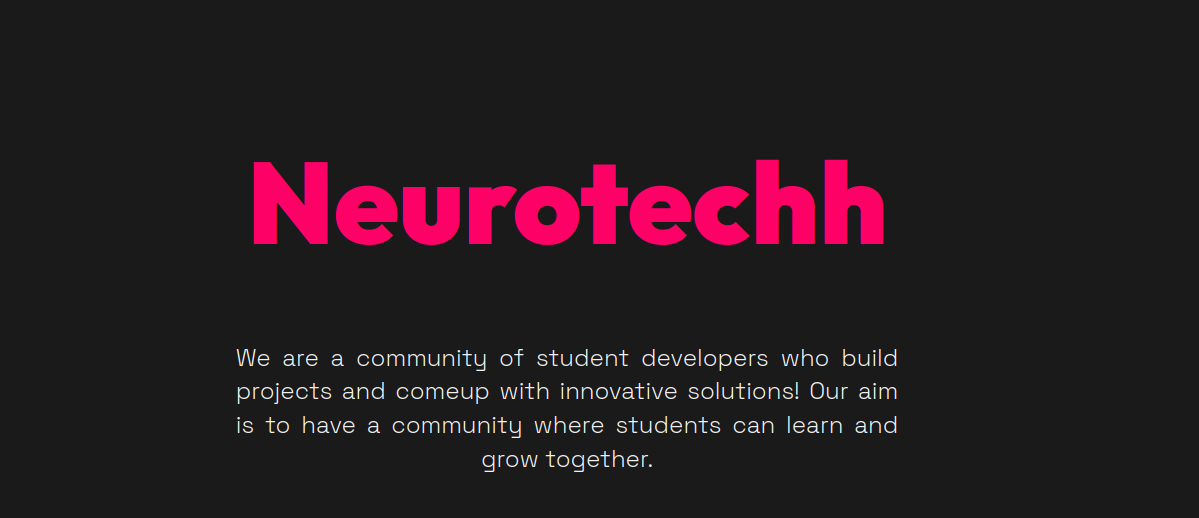 Neurotechh
We are a community of student developers who build
projects and comeup with innovative solutions! Our aim
is to have a community where students can learn and
grow together.